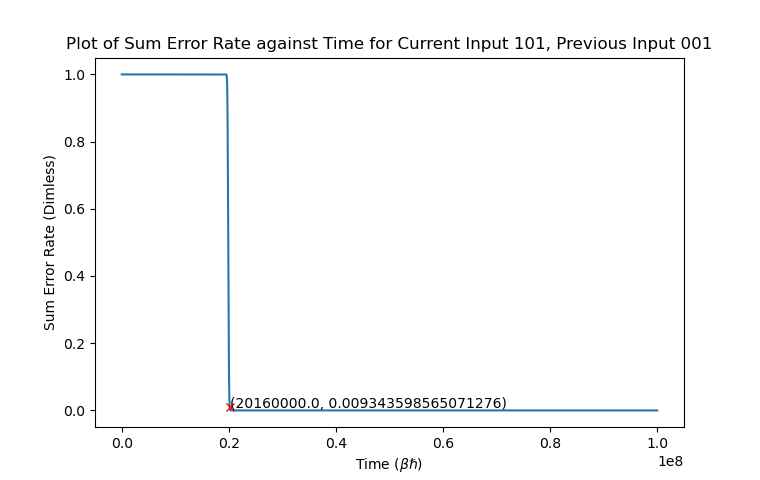 Plot of Sum Error Rate against Time for Current Input 101, Previous Input 001
1.0
0.8
0.6
0.4
0.2
0.0
Sum Error Rate (Dimless)
(20160000.0, 0.009343598565071276)
0.0 0.2 0.4 0.6 0.8 1.0
1e8
Time (βħ)